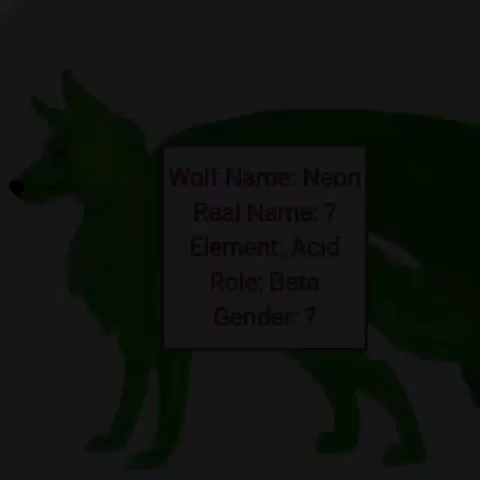 Wolf Name: Neon
Real Name: ?
Element: Acid
Role: Beta
Gender: ?